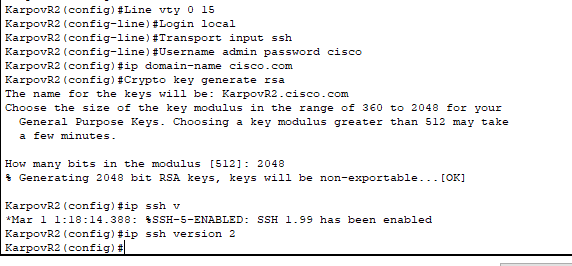 KarpovR2(config)#Line vty 0 15
KarpovR2(config-line)#Login local
KarpovR2(config-line)#Transport input ssh
KarpovR2(config-line)#Username admin password cisco
KarpovR2(config)#ip domain-name cisco.com
KarpovR2(config)#Crypto key generate rsa
The name for the keys will be: KarpovR2.cisco.com
Choose the size of the key modulus in the range of 360 to 2048 for your
  General Purpose Keys. Choosing a key modulus greater than 512 may take
  a few minutes.

How many bits in the modulus [512]: 2048
% Generating 2048 bit RSA keys, keys will be non-exportable...[OK]

KarpovR2(config)#ip ssh v
*Mar 1 1:18:14.388: %SSH-5-ENABLED: SSH 1.99 has been enabled
KarpovR2(config)#ip ssh version 2
KarpovR2(config)#